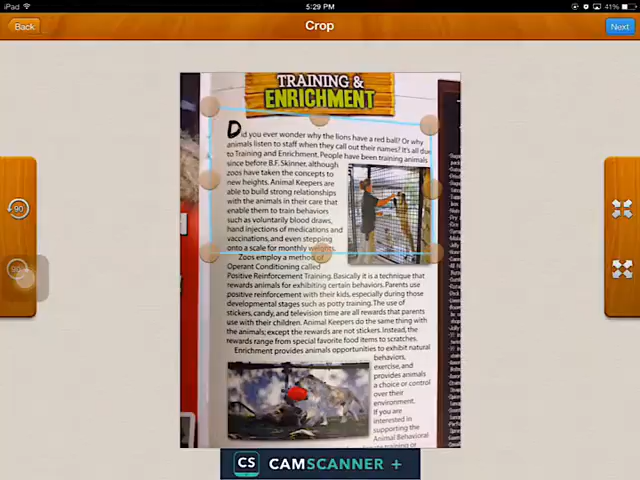 iPad
5:29 PM
41%
Back
Crop
Next
TRAINING &
ENRICHMENT
Did you ever wonder why the lions have a red ball? Or why
animals listen to staff when they call out their names? It's all due
to Training and Enrichment. People have been training animals
since before B.F. Skinner, although
zoos have taken the concepts to
new heights. Animal Keepers are
able to build strong relationships
with the animals in their care that
enable them to train behaviors
such as voluntarily blood draws,
hand injections of medications and
vaccinations, and even stepping
onto a scale for monthly weights.
Zoos employ a method of
Operant Conditioning called
Positive Reinforcement Training. Basically it is a technique that
rewards animals for exhibiting certain behaviors. Parents use
positive reinforcement with their kids, especially during those
developmental stages such as potty training. The use of
stickers, candy, and television time are all rewards that parents
use with their children. Animal Keepers do the same thing with
the animals; except the rewards are not stickers. Instead, the
rewards range from special favorite food items to scratches.
Enrichment provides animals opportunities to exhibit natural
behaviors,
exercise, and
provides animals
a choice or control
over their
environment.
If you are
interested in
supporting the
Animal Behavioral
training or
CS CAMSCANNER +